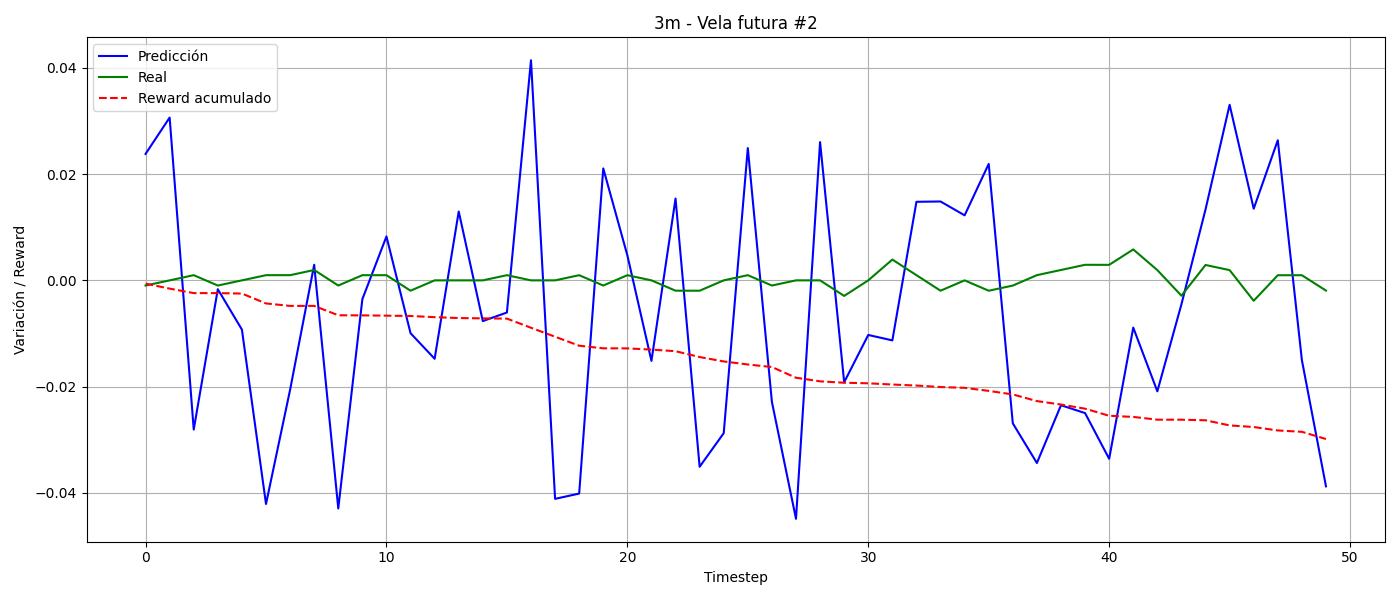 3m - Vela futura #2
Predicción
Real
Reward acumulado
Variación / Reward
0.04
0.02
0.00
−0.02
−0.04
0 10 20 30 40 50
Timestep